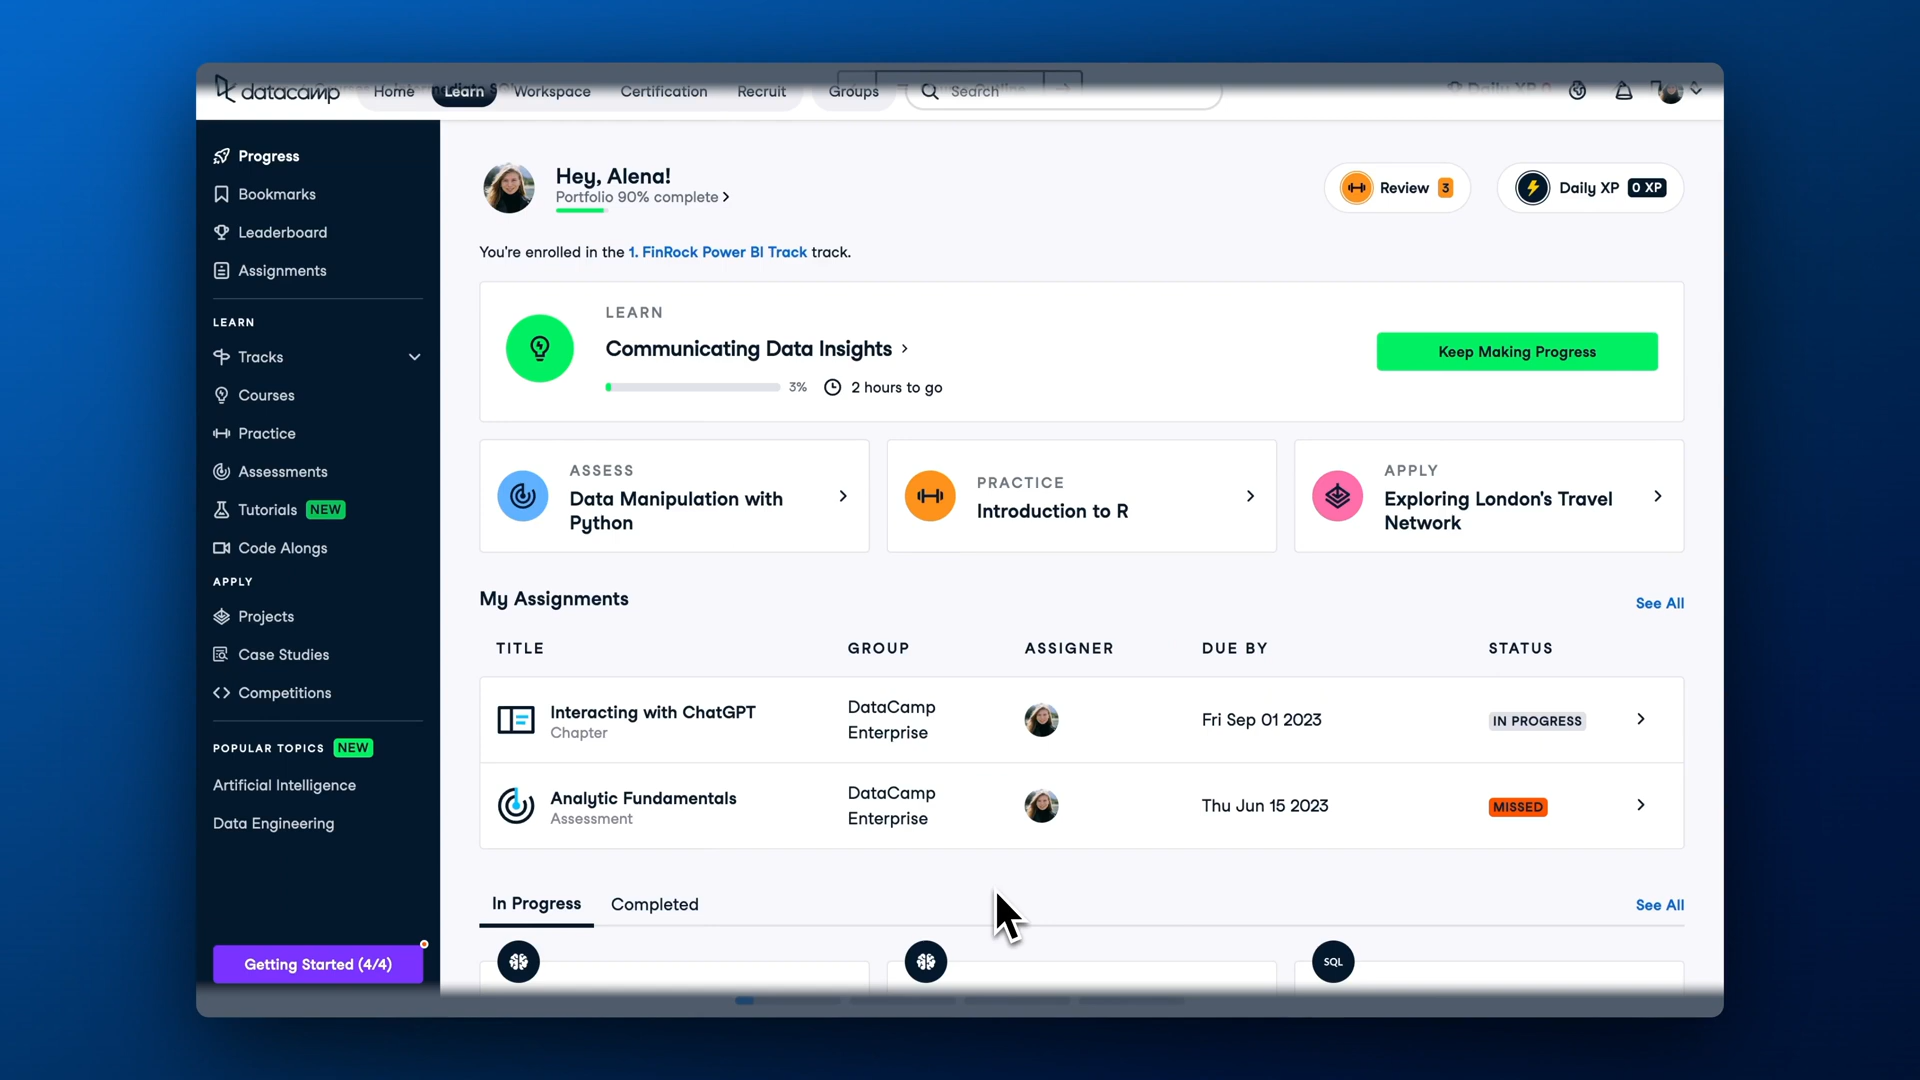 datacamp
Home
Learn
Workspace
Certification
Recruit
Groups
Search
Progress
Bookmarks
Leaderboard
Assignments
LEARN
Tracks
Courses
Practice
Assessments
Tutorials NEW
Code Alongs
APPLY
Projects
Case Studies
Competitions
POPULAR TOPICS NEW
Artificial Intelligence
Data Engineering
Getting Started (4/4)
Hey, Alena!
Portfolio 90% complete
Review 3
Daily XP 0 XP
You're enrolled in the 1. FinRock Power BI Track track.
LEARN
Communicating Data Insights
3% 2 hours to go
Keep Making Progress
ASSESS
Data Manipulation with
Python
PRACTICE
Introduction to R
APPLY
Exploring London's Travel
Network
My Assignments
See All
TITLE GROUP ASSIGNER DUE BY STATUS
Interacting with ChatGPT
Chapter
DataCamp
Enterprise
Fri Sep 01 2023
IN PROGRESS
Analytic Fundamentals
Assessment
DataCamp
Enterprise
Thu Jun 15 2023
MISSED
In Progress
Completed
See All
SQL